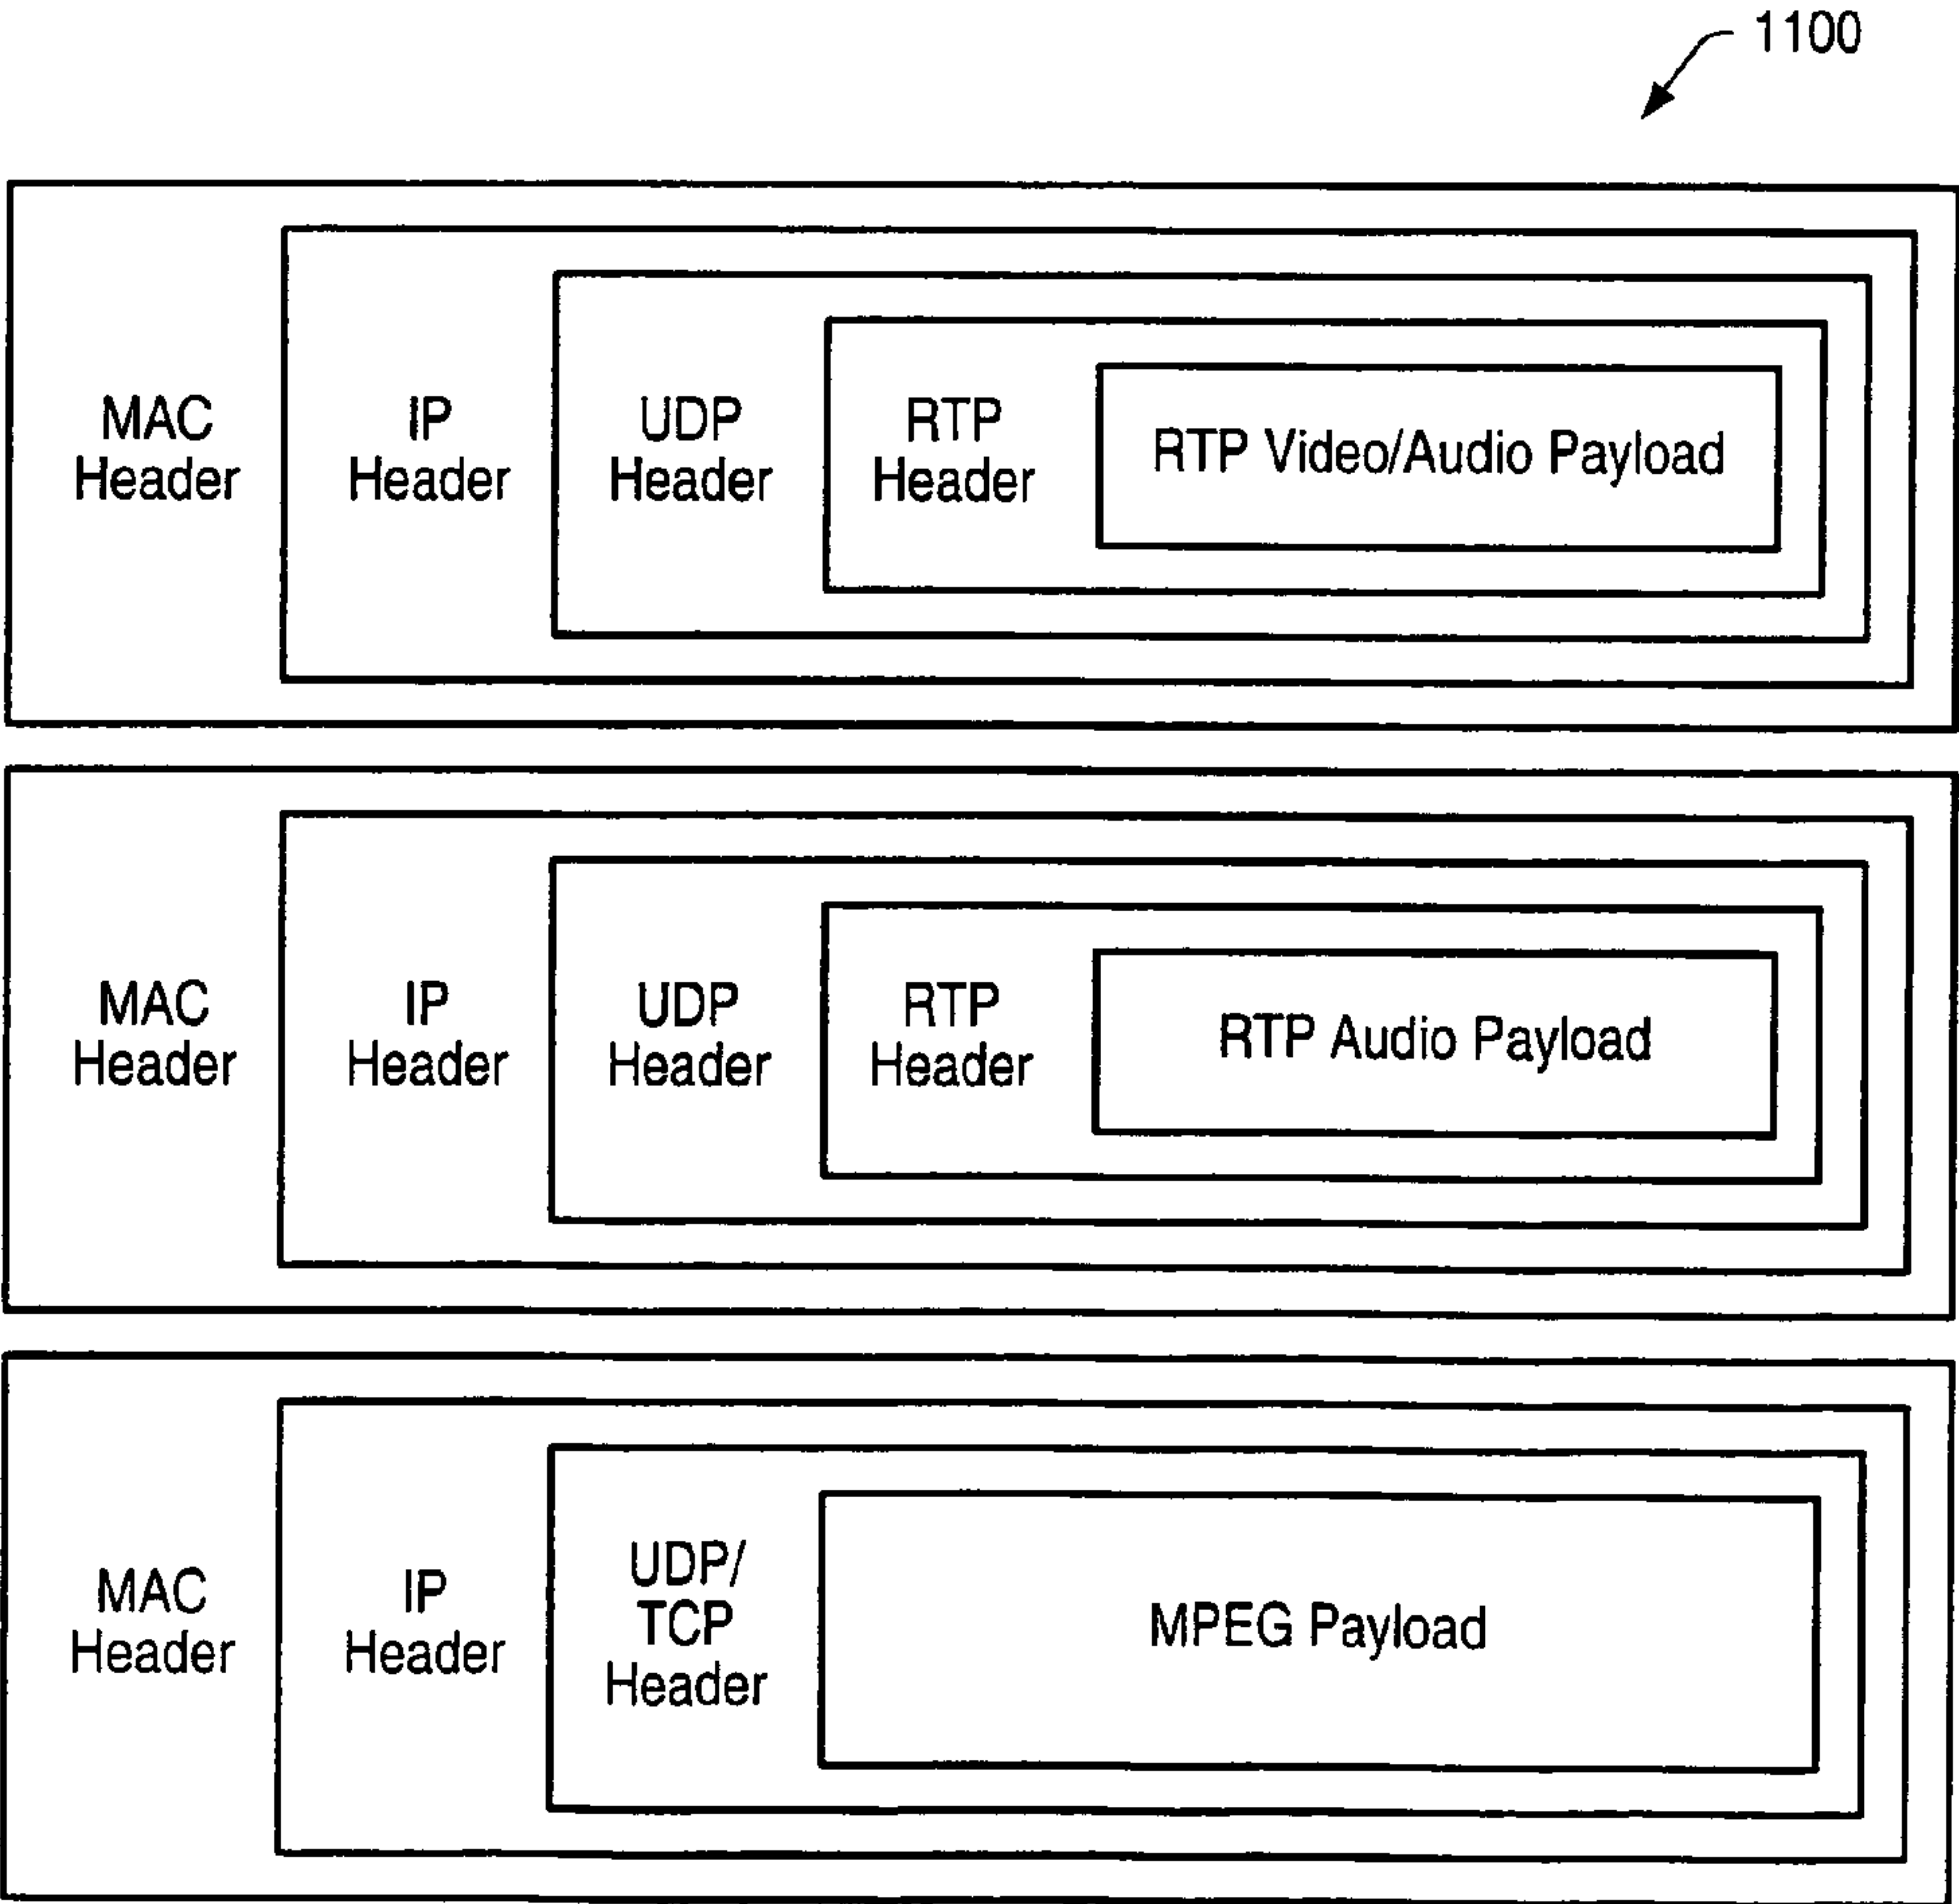 1100
MAC
Header
IP
Header
UDP
Header
RTP
Header
RTP Video/Audio Payload
MAC
Header
IP
Header
UDP
Header
RTP
Header
RTP Audio Payload
MAC
Header
IP
Header
UDP/
TCP
Header
MPEG Payload